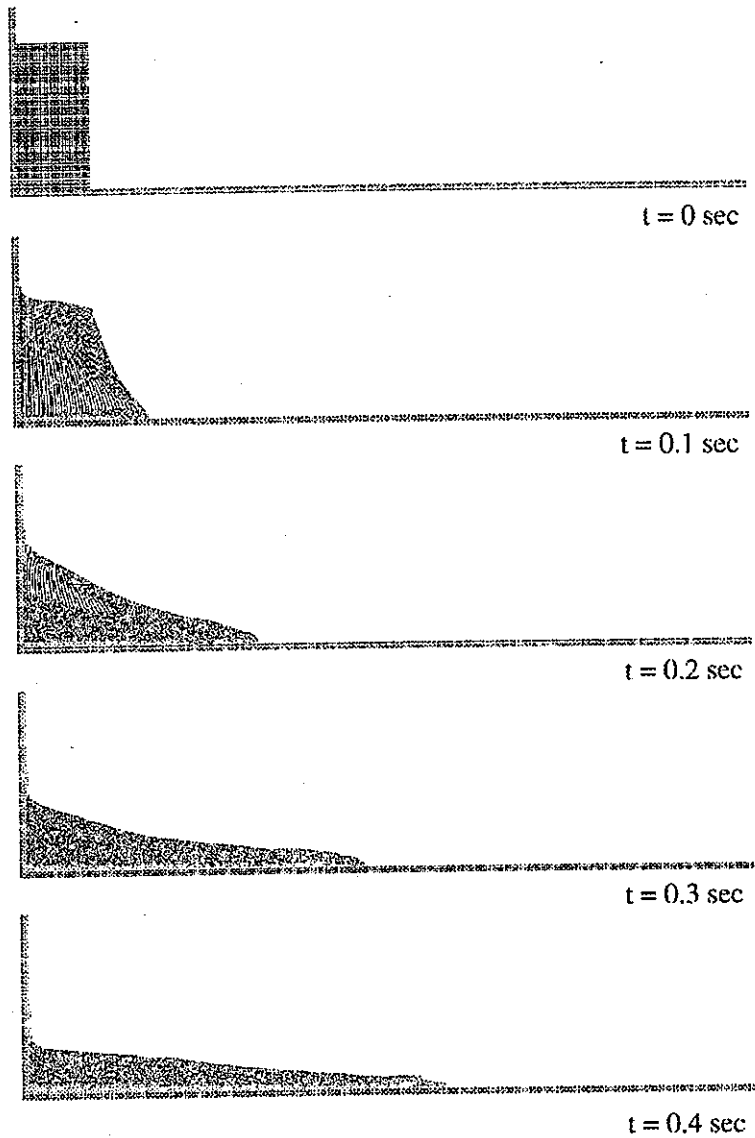 t = 0 sec
t = 0.1 sec
t = 0.2 sec
t = 0.3 sec
t = 0.4 sec